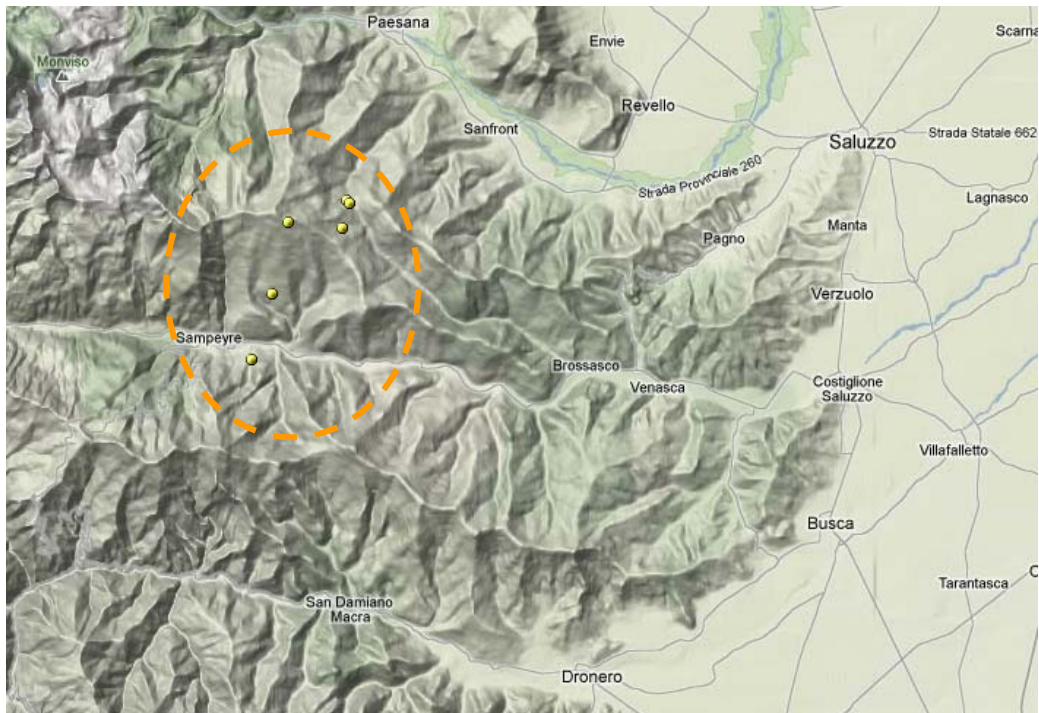 Paesana
Envie
Scarna
Monviso
Revello
Sanfront
Saluzzo
Strada Statale 662
Strada Provinciale 260
Lagnasco
Pagno
Manta
Verzuolo
Sampeyre
Brossasco
Venasca
Costiglione
Saluzzo
Villafalletto
Busca
Tarantasca
C
San Damiano
Macra
Dronero